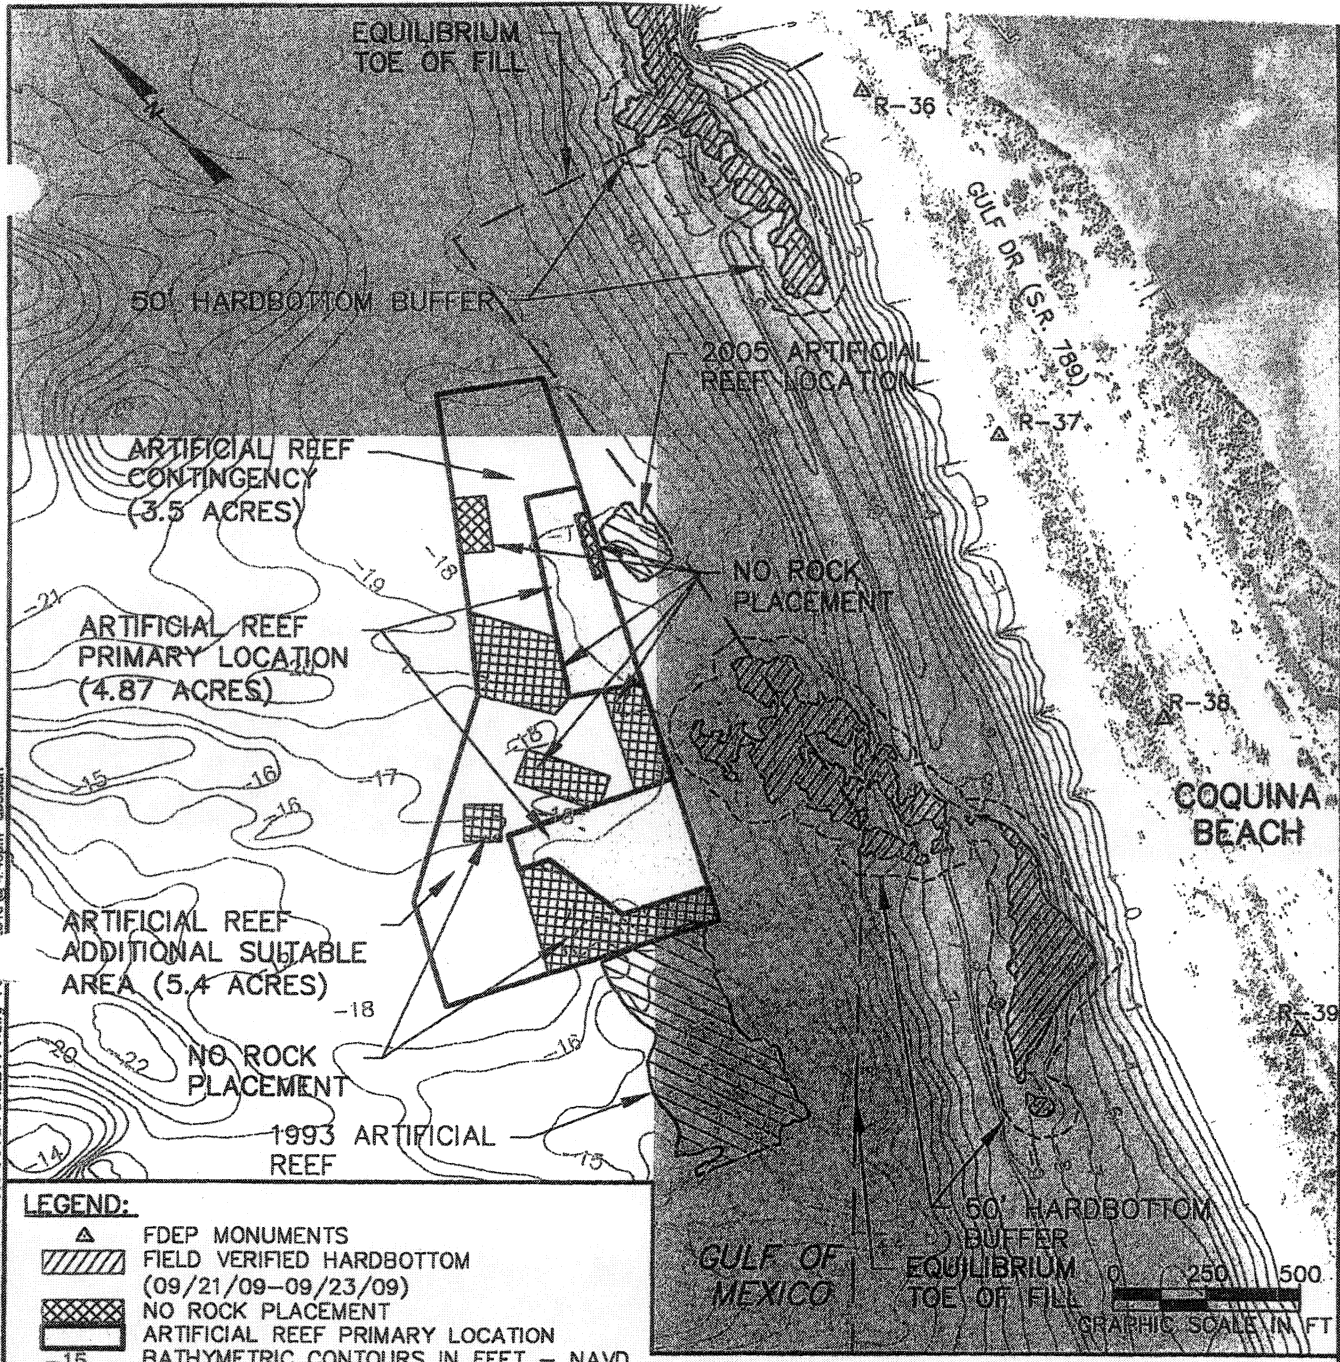 EQUILIBRIUM
TOE OF FILL
N
R-36
GULF DR (S.R. 789)
50' HARDBOTTOM BUFFER
2005 ARTIFICIAL
REEF LOCATION
R-37
ARTIFICIAL REEF
CONTINGENCY
(3.5 ACRES)
-18
-19
-21
NO ROCK
PLACEMENT
ARTIFICIAL REEF
PRIMARY LOCATION
(4.87 ACRES)
R-38
-15
-16
-17
-16
COQUINA
BEACH
ARTIFICIAL REEF
ADDITIONAL SUITABLE
AREA (5.4 ACRES)
-18
R-39
-20
-22
NO ROCK
PLACEMENT
-16
1993 ARTIFICIAL
REEF
-14
-15
50' HARDBOTTOM
BUFFER
GULF OF
MEXICO
EQUILIBRIUM
TOE OF FILL
0 250 500
GRAPHIC SCALE IN FT
LEGEND:
FDEP MONUMENTS
FIELD VERIFIED HARDBOTTOM
(09/21/09-09/23/09)
NO ROCK PLACEMENT
ARTIFICIAL REEF PRIMARY LOCATION
-15 BATHYMETRIC CONTOURS IN FEET - NAVD